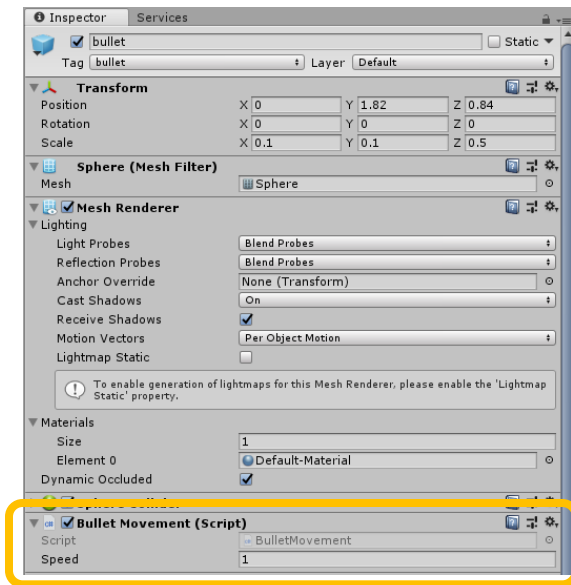 Inspector Services
bullet Static
Tag bullet Layer Default
Transform
Position X 0 Y 1.82 Z 0.84
Rotation X 0 Y 0 Z 0
Scale X 0.1 Y 0.1 Z 0.5
Sphere (Mesh Filter)
Mesh Sphere
Mesh Renderer
Lighting
Light Probes Blend Probes
Reflection Probes Blend Probes
Anchor Override None (Transform)
Cast Shadows On
Receive Shadows
Motion Vectors Per Object Motion
Lightmap Static
To enable generation of lightmaps for this Mesh Renderer, please enable the 'Lightmap
Static' property.
Materials
Size 1
Element 0 Default-Material
Dynamic Occluded
Bullet Movement (Script)
Script BulletMovement
Speed 1